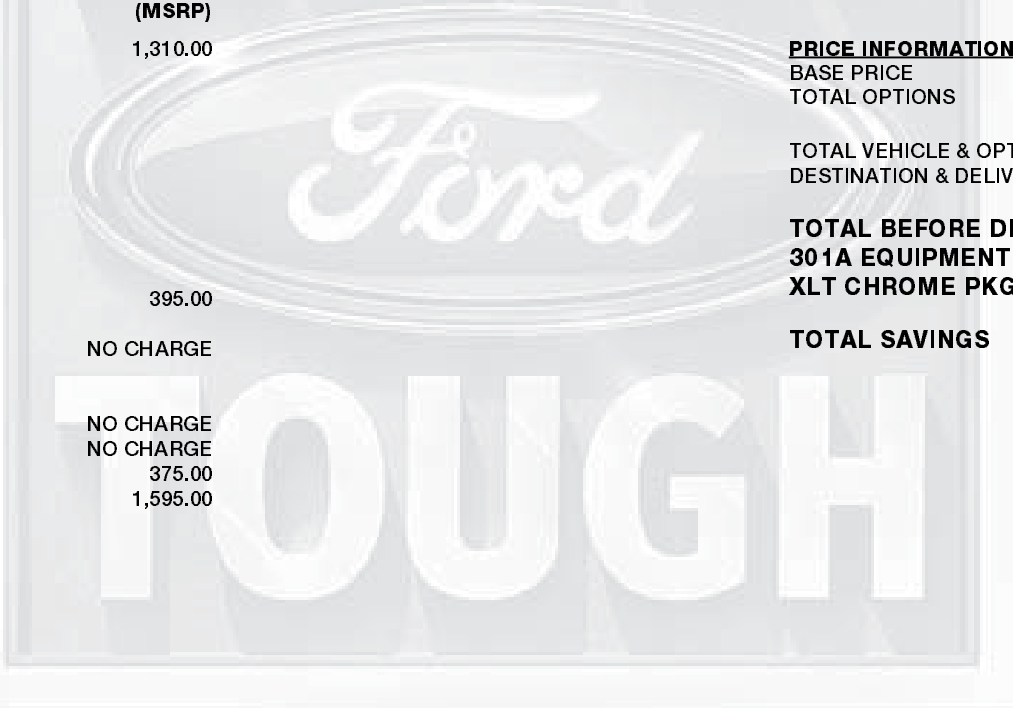 (MSRP)
1,310.00
395.00
NO CHARGE
NO CHARGE
NO CHARGE
375.00
1,595.00
PRICE INFORMATION
BASE PRICE
TOTAL OPTIONS
TOTAL VEHICLE & OPT
DESTINATION & DELIV
TOTAL BEFORE DI
301A EQUIPMENT
XLT CHROME PKG
TOTAL SAVINGS
Ford
TOUGH